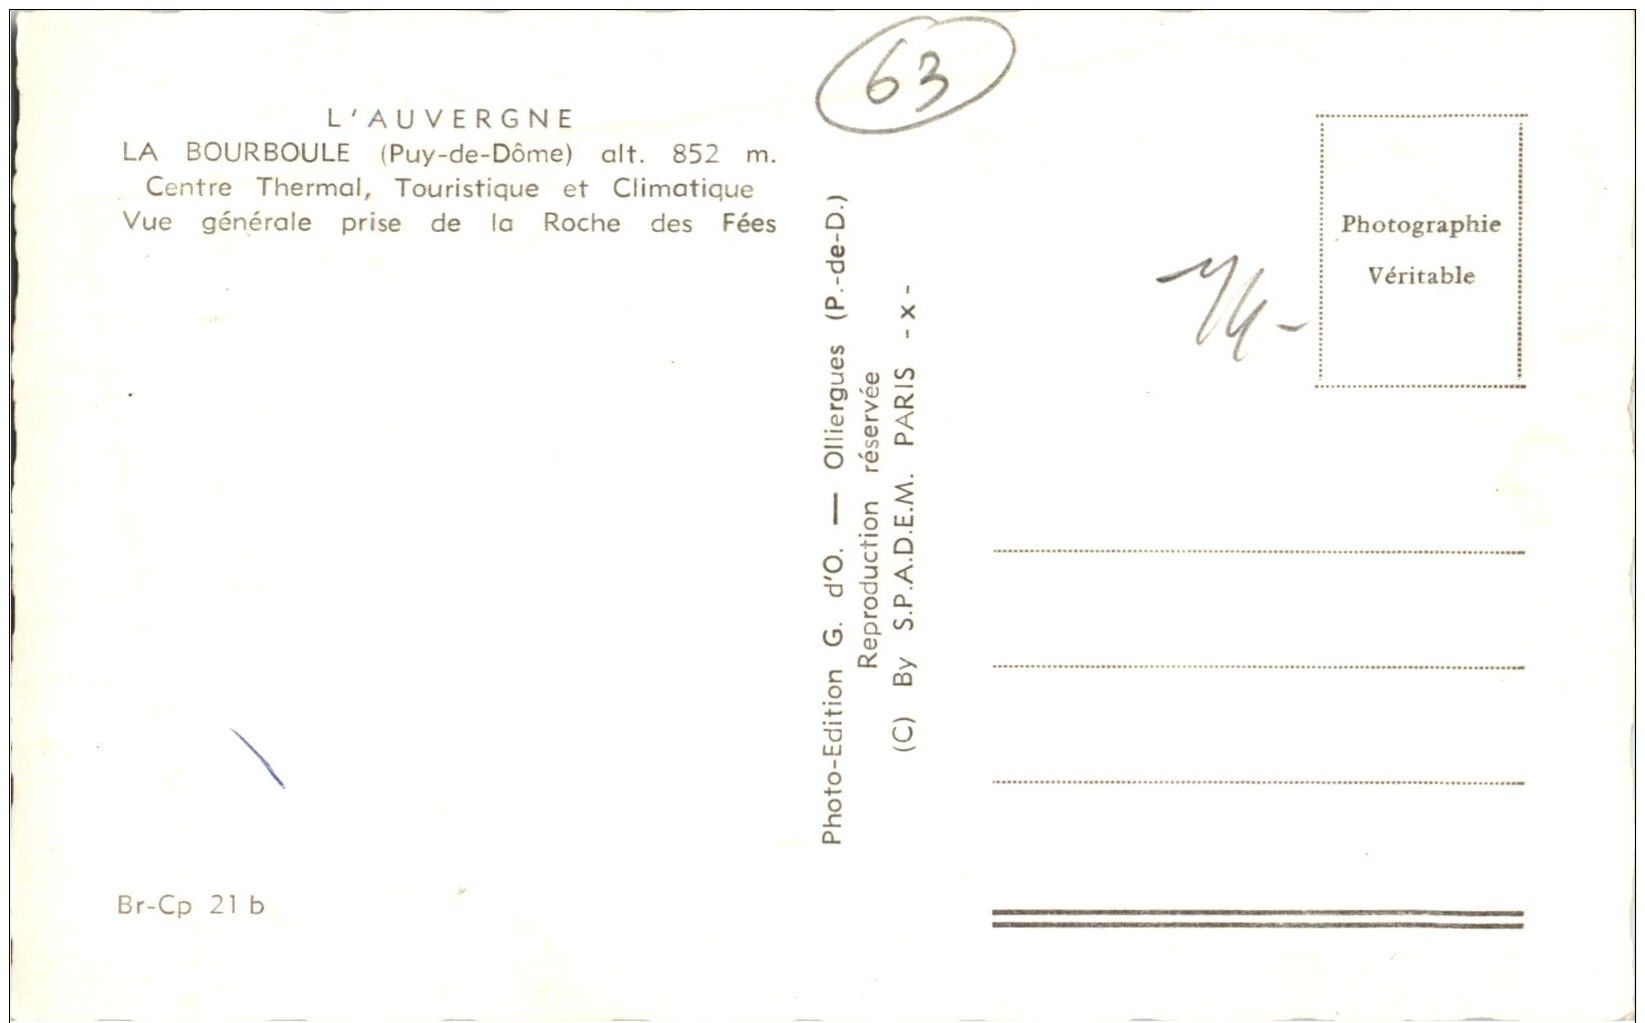 63
L'AUVERGNE
LA BOURBOULE (Puy-de-Dôme) alt. 852 m.
Centre Thermal, Touristique et Climatique
Vue générale prise de la Roche des Fées
Br-Cp 21 b
Photo-Edition G. d'O. — Olliergues (P.-de-D.)
Reproduction réservée
(C) By S.P.A.D.E.M. PARIS - x -
Photographie
Véritable